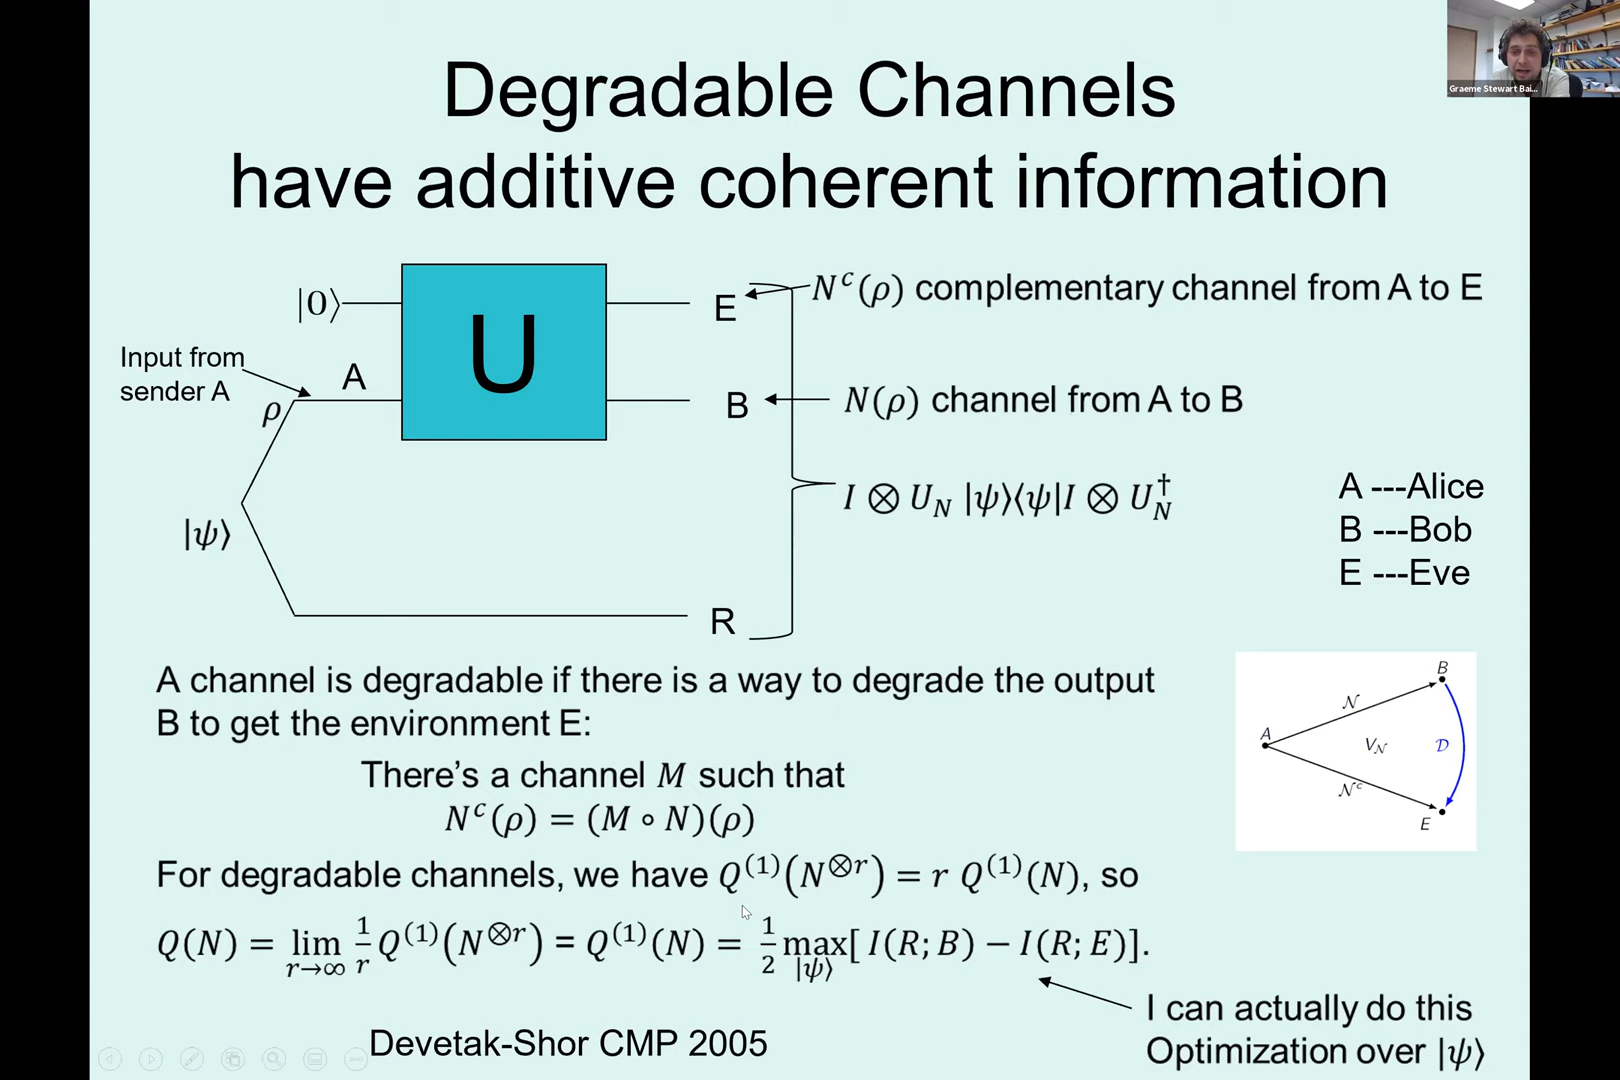 Degradable Channels
have additive coherent information
Graeme Stewart Bai...
|0⟩
U
E
N^c(ρ) complementary channel from A to E
Input from
sender A
A
ρ
B
N(ρ) channel from A to B
I ⊗ U_N |ψ⟩⟨ψ| I ⊗ U_N^†
|ψ⟩
R
A ---Alice
B ---Bob
E ---Eve
A channel is degradable if there is a way to degrade the output
B to get the environment E:
There's a channel M such that
N^c(ρ) = (M ∘ N)(ρ)
B
𝒩
A
V_𝒩
𝒟
𝒩^c
E
For degradable channels, we have Q^(1)(N^⊗r) = r Q^(1)(N), so
Q(N) = lim_{r→∞} 1/r Q^(1)(N^⊗r) = Q^(1)(N) = 1/2 max_{|ψ⟩}[ I(R; B) − I(R; E)].
I can actually do this
Optimization over |ψ⟩
Devetak-Shor CMP 2005